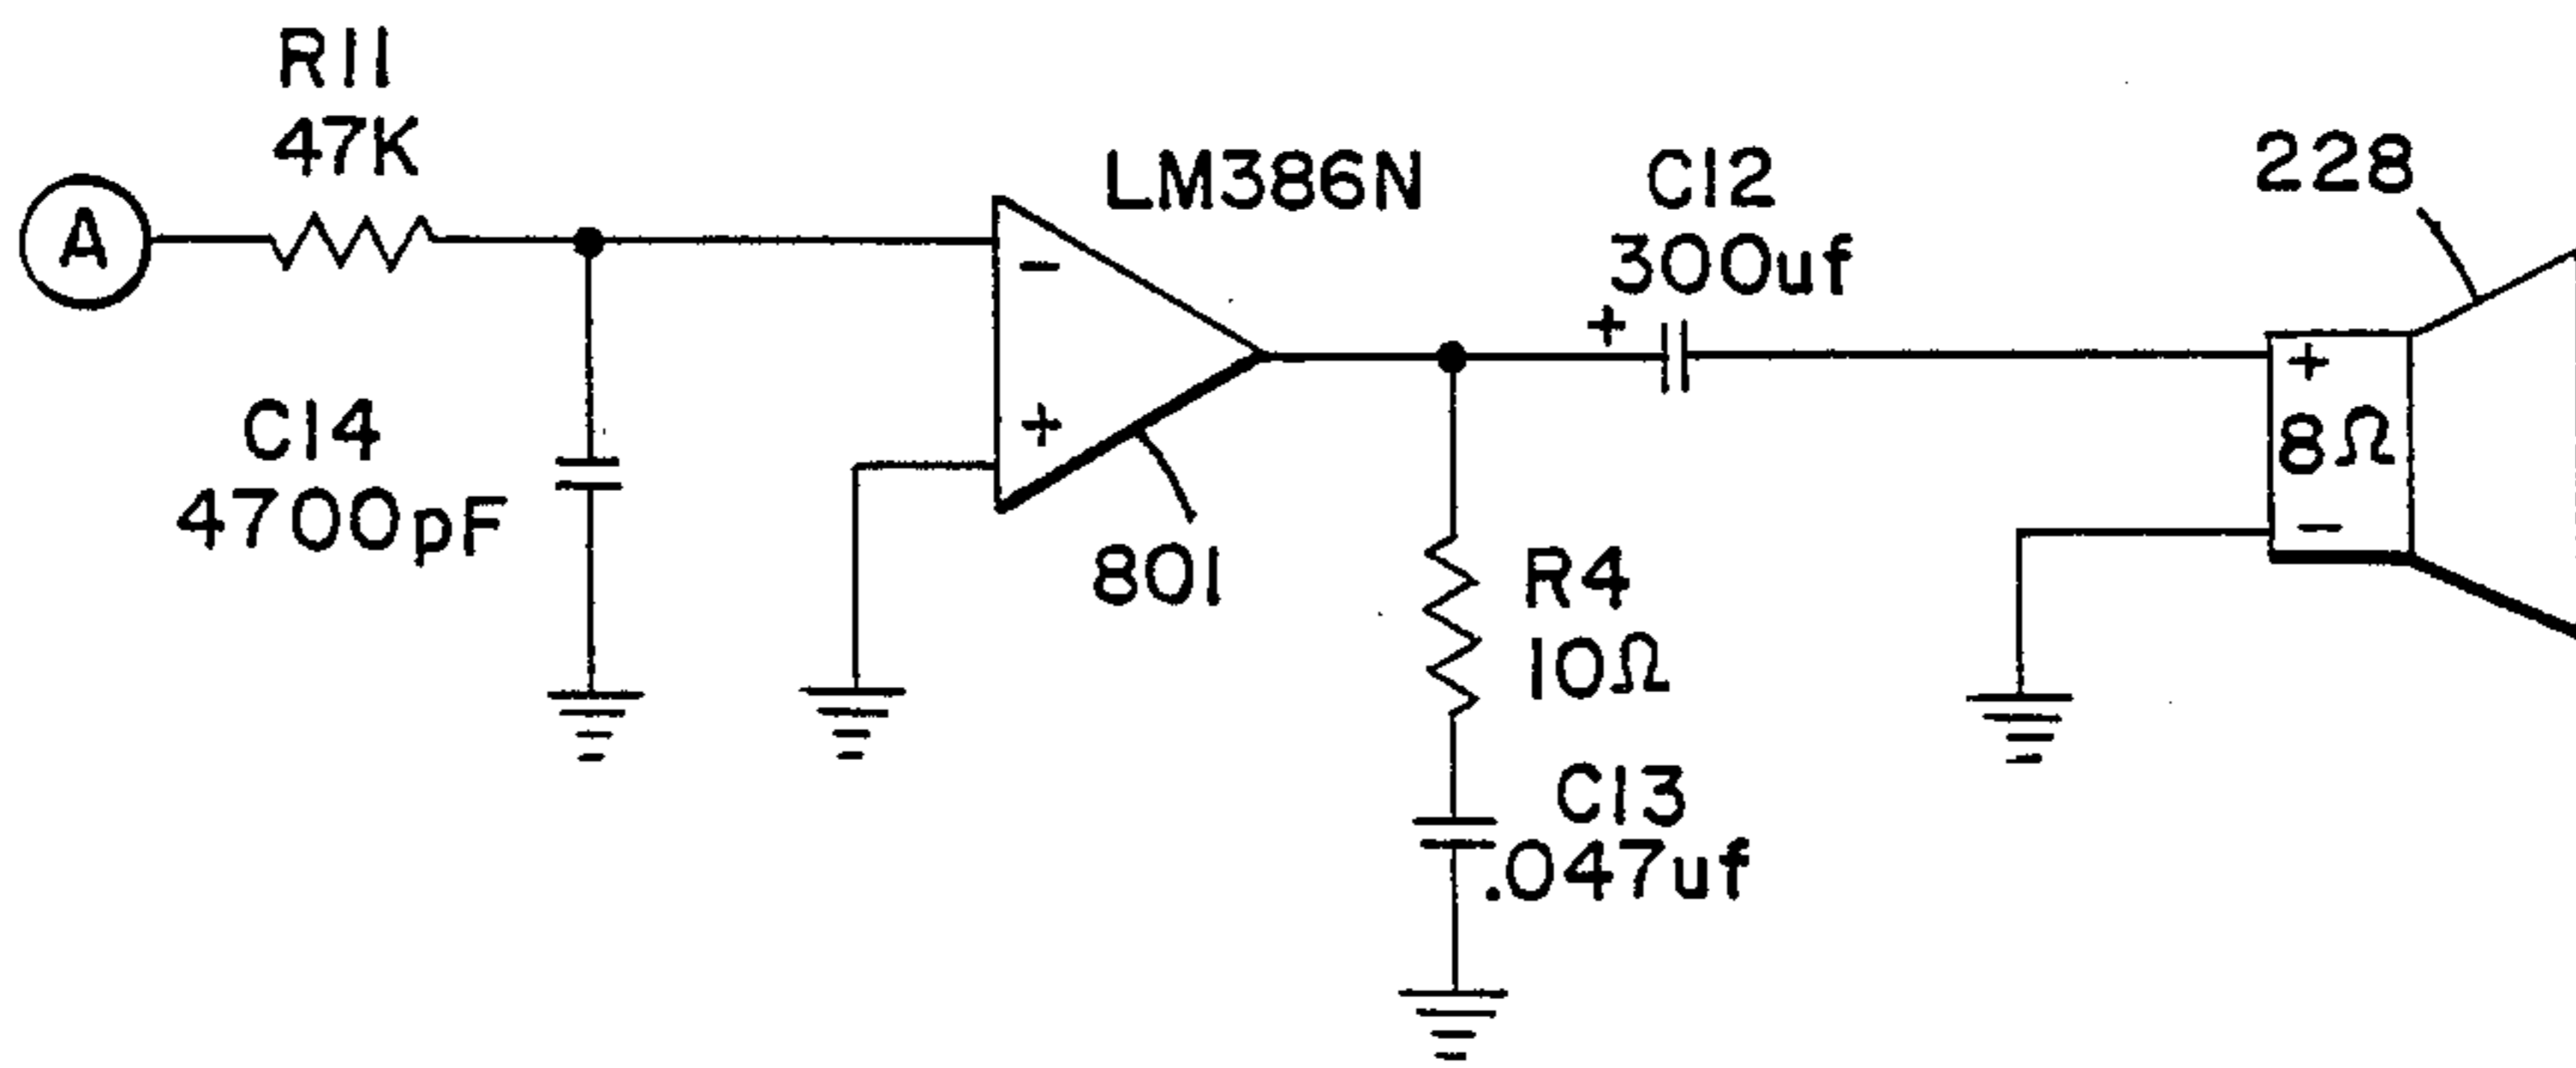 R11
47K
A
LM386N
-
+
C12
300uf
+
228
+
8Ω
-
C14
4700pF
801
R4
10Ω
C13
.047uf